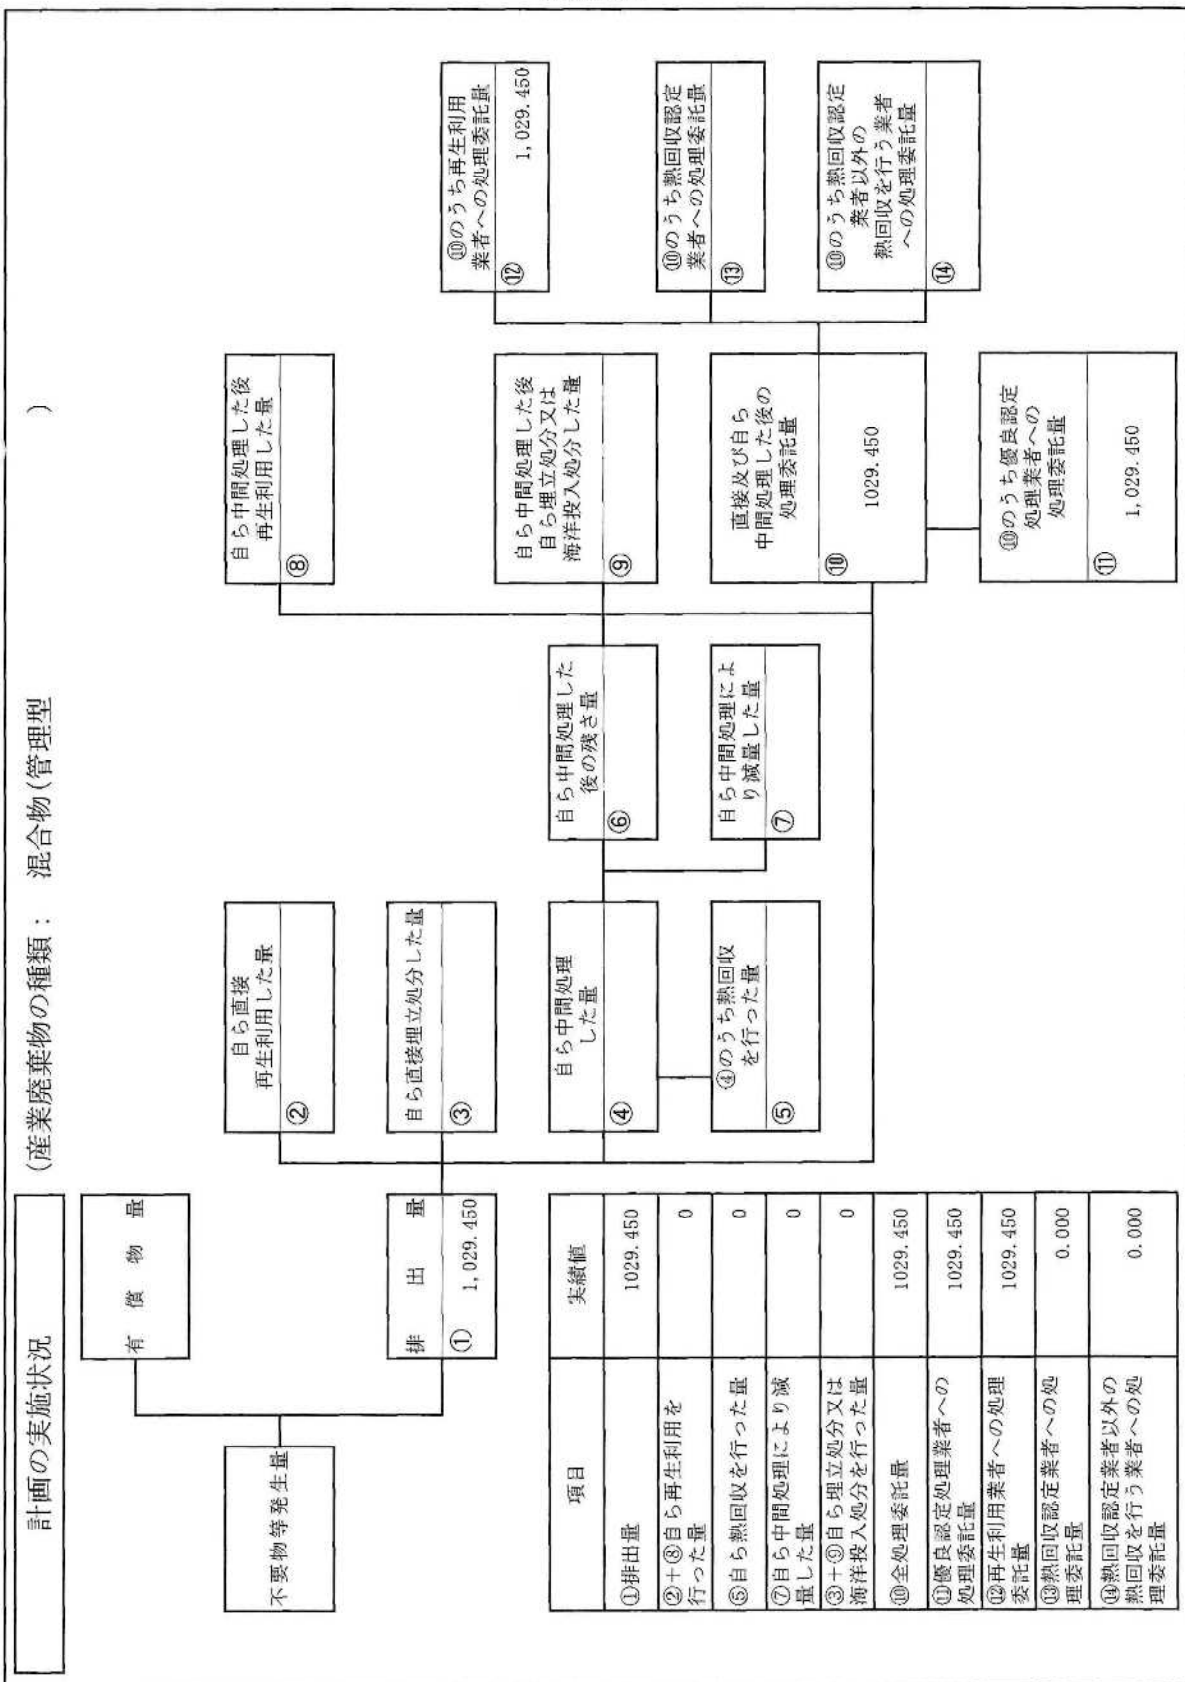 計画の実施状況
(産業廃棄物の種類： 混合物(管理型 )
不要物等発生量
有償物量
排出量
① 1,029.450
自ら直接
再生利用した量
②
自ら直接埋立処分した量
③
自ら中間処理
した量
④
④のうち熱回収
を行った量
⑤
自ら中間処理した
後の残さ量
⑥
自ら中間処理によ
り減量した量
⑦
自ら中間処理した後
再生利用した量
⑧
自ら中間処理した後
自ら埋立処分又は
海洋投入処分した量
⑨
直接及び自ら
中間処理した後の
処理委託量
⑩ 1029.450
⑩のうち優良認定
処理業者への
処理委託量
⑪ 1,029.450
⑩のうち再生利用
業者への処理委託量
⑫ 1,029.450
⑩のうち熱回収認定
業者への処理委託量
⑬
⑩のうち熱回収認定
業者以外の
熱回収を行う業者
への処理委託量
⑭
項目 実績値
①排出量 1029.450
②＋⑧自ら再生利用を
行った量 0
⑤自ら熱回収を行った量 0
⑦自ら中間処理により減
量した量 0
③＋⑨自ら埋立処分又は
海洋投入処分を行った量 0
⑩全処理委託量 1029.450
⑪優良認定処理業者への
処理委託量 1029.450
⑫再生利用業者への処理
委託量 1029.450
⑬熱回収認定業者への処
理委託量 0.000
⑭熱回収認定業者以外の
熱回収を行う業者への処
理委託量 0.000